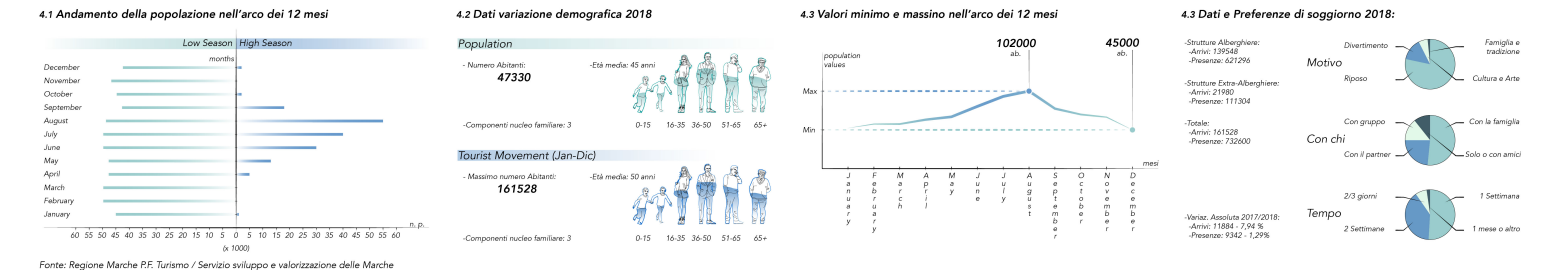 4.1 Andamento della popolazione nell'arco dei 12 mesi
Low Season High Season
months
December
November
October
September
August
July
June
May
April
March
February
January
60 55 50 45 40 35 30 25 20 15 10 5 0 5 10 15 20 25 30 35 40 45 50 55 60
n. p.
(x 1000)
Fonte: Regione Marche P.F. Turismo / Servizio sviluppo e valorizzazione delle Marche
4.2 Dati variazione demografica 2018
Population
- Numero Abitanti:
47330
-Età media: 45 anni
-Componenti nucleo familiare: 3
0-15 16-35 36-50 51-65 65+
Tourist Movement (Jan-Dic)
- Massimo numero Abitanti:
161528
-Età media: 50 anni
-Componenti nucleo familiare: 3
0-15 16-35 36-50 51-65 65+
4.3 Valori minimo e massino nell'arco dei 12 mesi
population
values
102000
ab.
45000
ab.
Max
Min
mesi
January
February
March
April
May
June
July
August
September
October
November
December
4.3 Dati e Preferenze di soggiorno 2018:
-Strutture Alberghiere:
-Arrivi: 139548
-Presenze: 621296
-Strutture Extra-Alberghiere:
-Arrivi: 21980
-Presenze: 111304
-Totale:
-Arrivi: 161528
-Presenze: 732600
-Variaz. Assoluta 2017/2018:
-Arrivi: 11884 - 7,94 %
-Presenze: 9342 - 1,29%
Motivo
Divertimento
Famiglia e
tradizione
Riposo
Cultura e Arte
Con chi
Con gruppo
Con la famiglia
Con il partner
Solo o con amici
Tempo
2/3 giorni
1 Settimana
2 Settimane
1 mese o altro